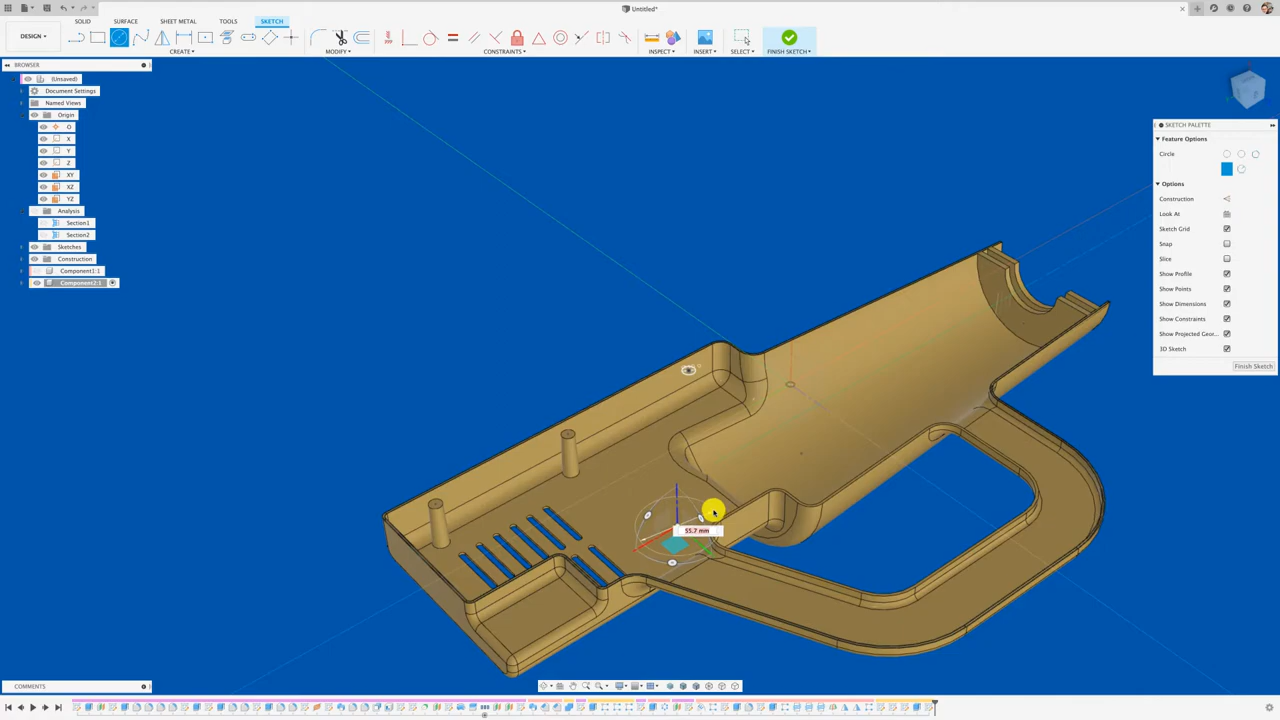 Untitled*
DESIGN
SOLID SURFACE SHEET METAL TOOLS SKETCH
CREATE MODIFY CONSTRAINTS INSPECT INSERT SELECT FINISH SKETCH
BROWSER
(Unsaved)
Document Settings
Named Views
Origin
O
X
Y
Z
XY
XZ
YZ
Analysis
Section1
Section2
Sketches
Construction
Component1:1
Component2:1
SKETCH PALETTE
Feature Options
Circle
Options
Construction
Look At
Sketch Grid
Snap
Slice
Show Profile
Show Points
Show Dimensions
Show Constraints
Show Projected Geor...
3D Sketch
Finish Sketch
55.7 mm
COMMENTS